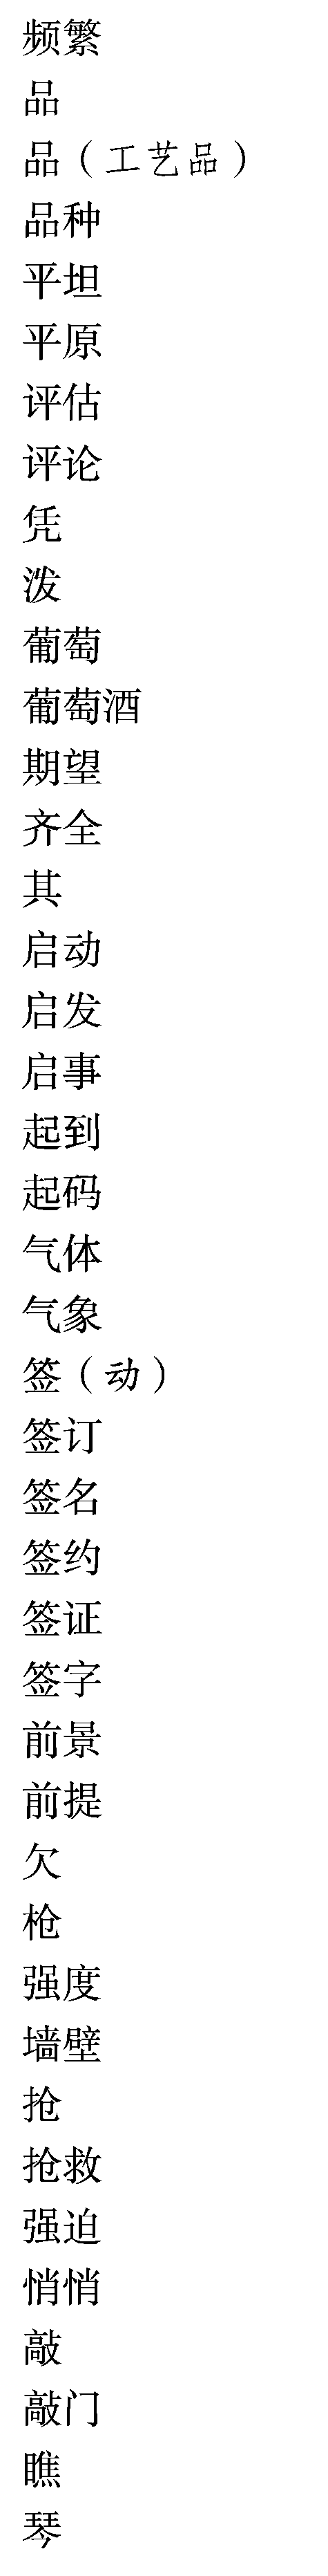 频繁
品
品（工艺品）
品种
平坦
平原
评估
评论
凭
泼
葡萄
葡萄酒
期望
齐全
其
启动
启发
启事
起到
起码
气体
气象
签（动）
签订
签名
签约
签证
签字
前景
前提
欠
枪
强度
墙壁
抢
抢救
强迫
悄悄
敲
敲门
瞧
琴